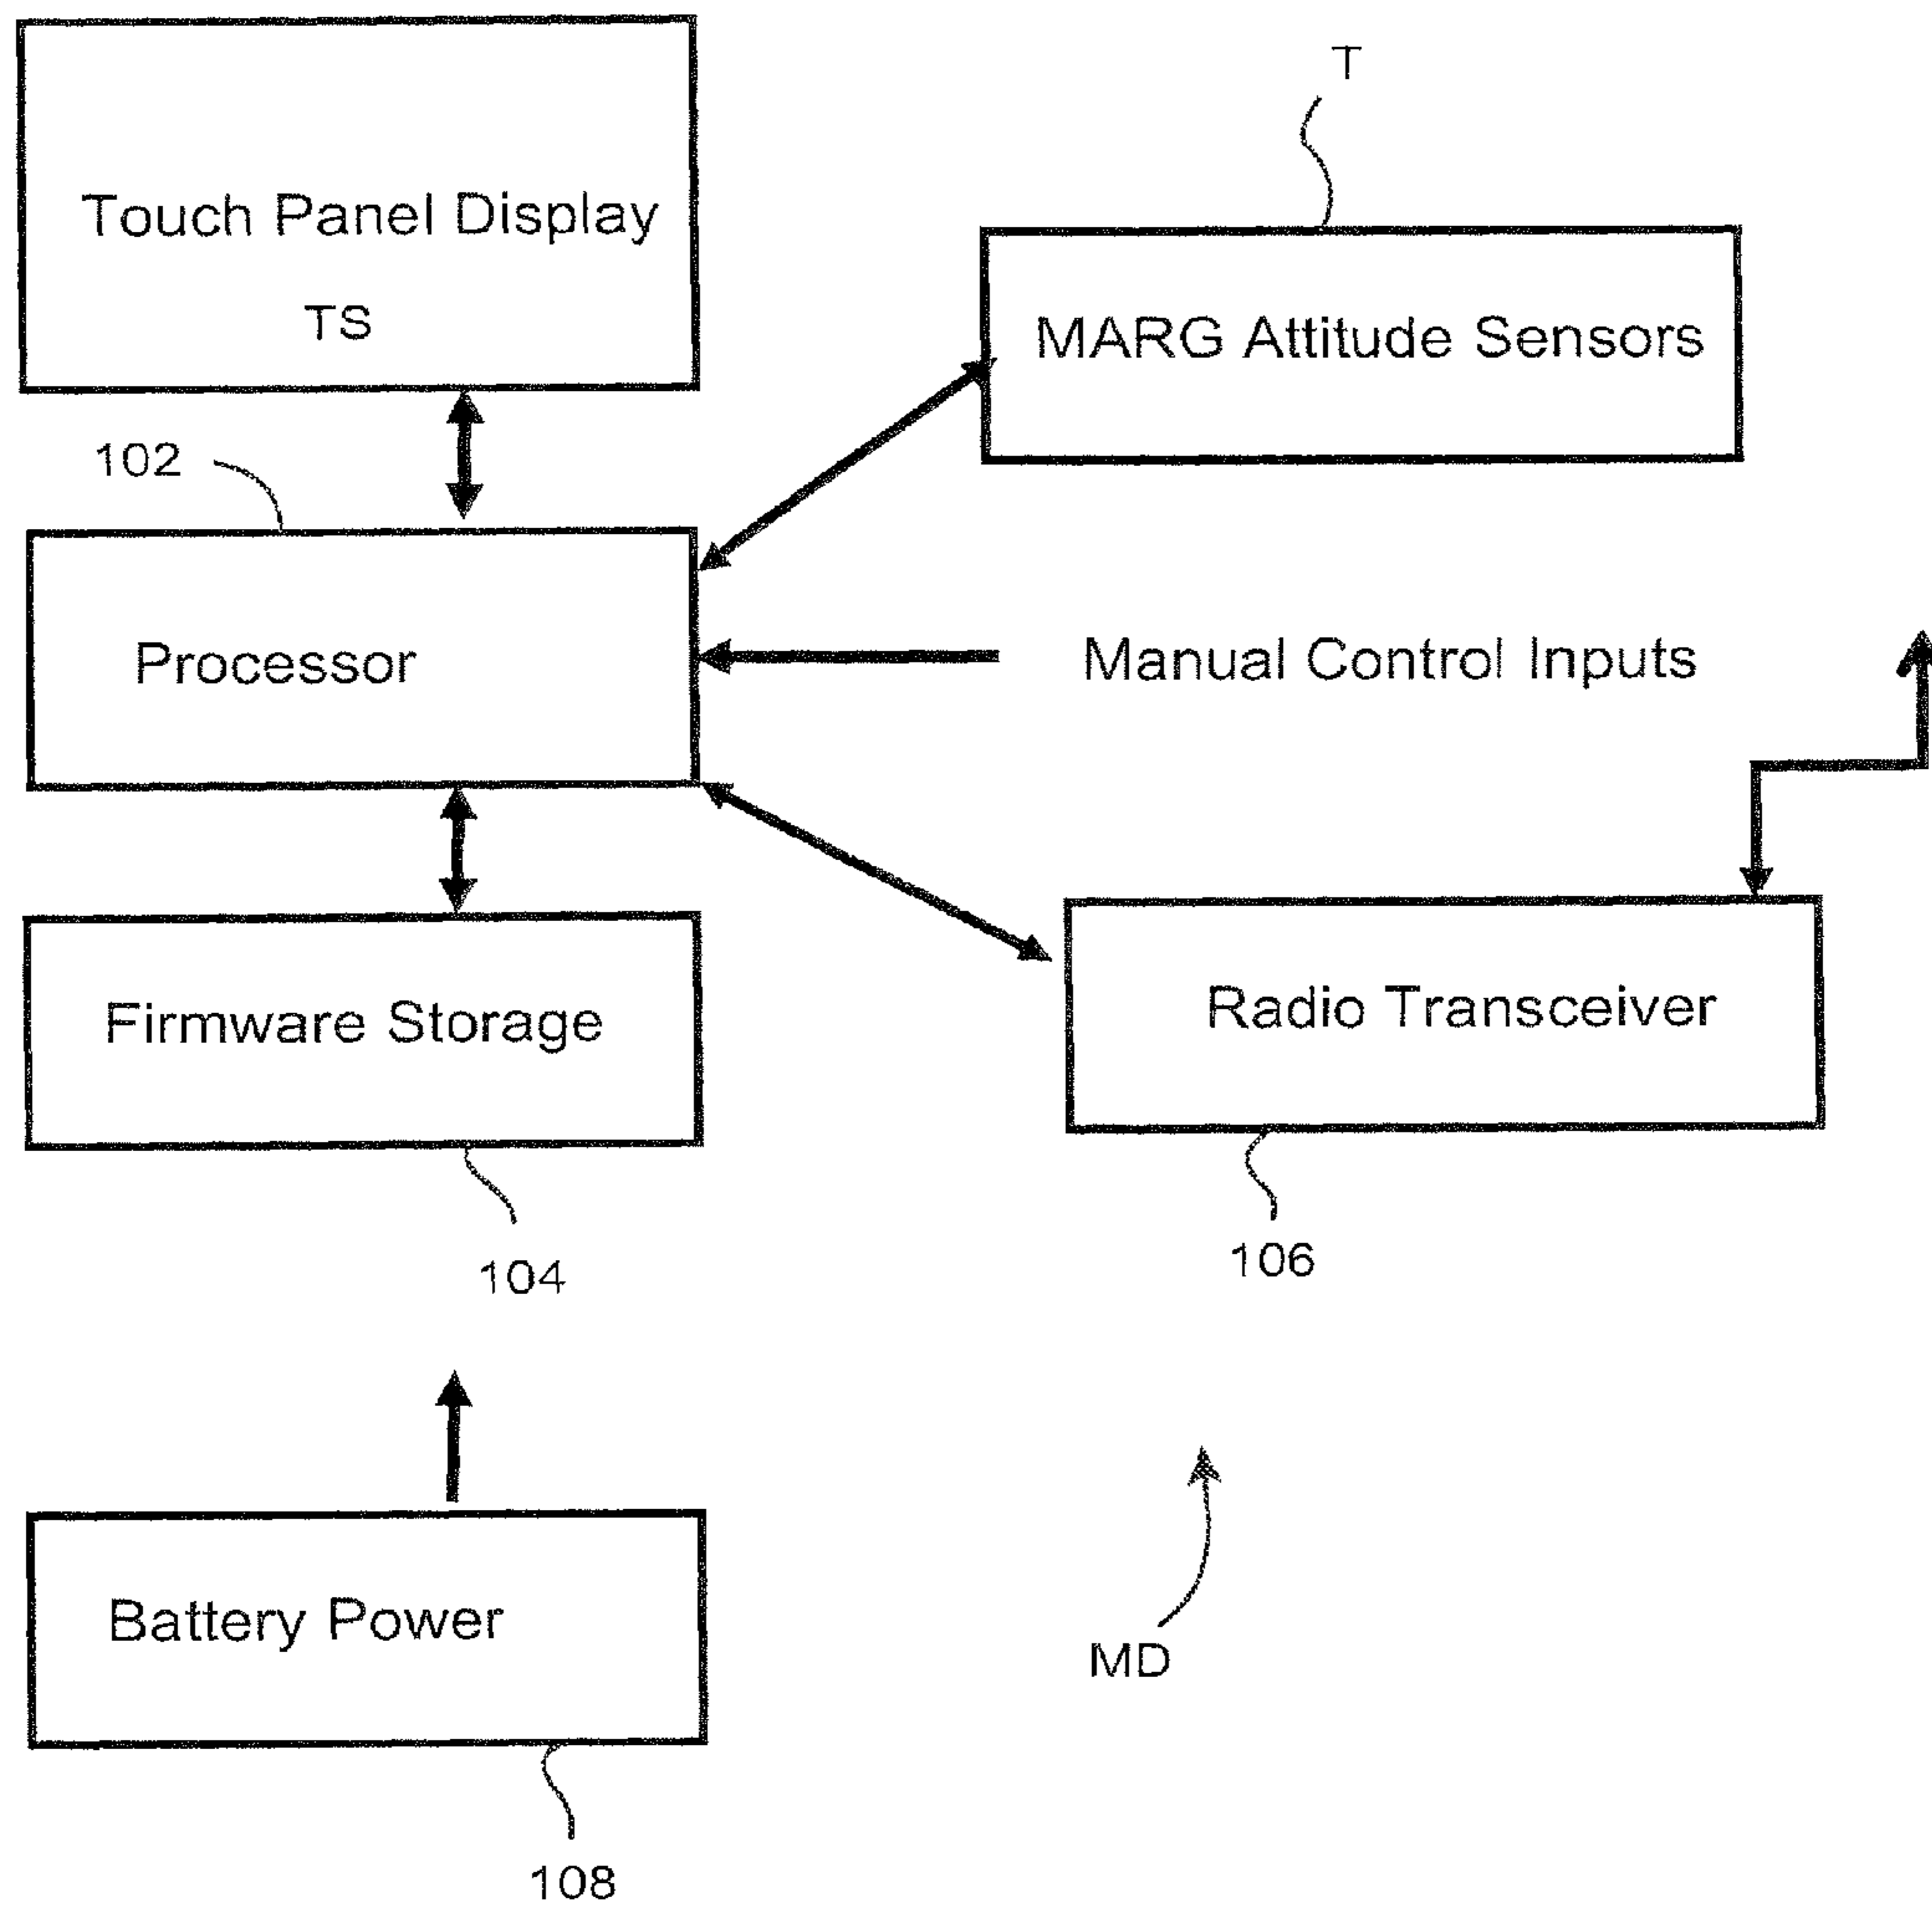 T
Touch Panel Display
TS
MARG Attitude Sensors
102
Processor
Manual Control Inputs
Firmware Storage
Radio Transceiver
104
106
Battery Power
MD
108